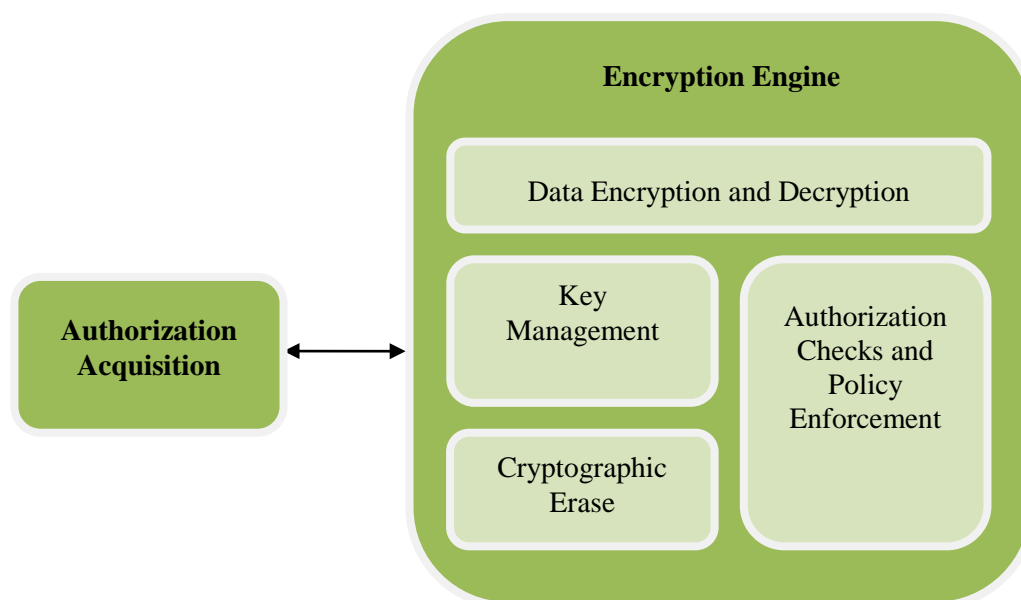 Encryption Engine
Data Encryption and Decryption
Key
Management
Authorization
Checks and
Policy
Enforcement
Cryptographic
Erase
Authorization
Acquisition